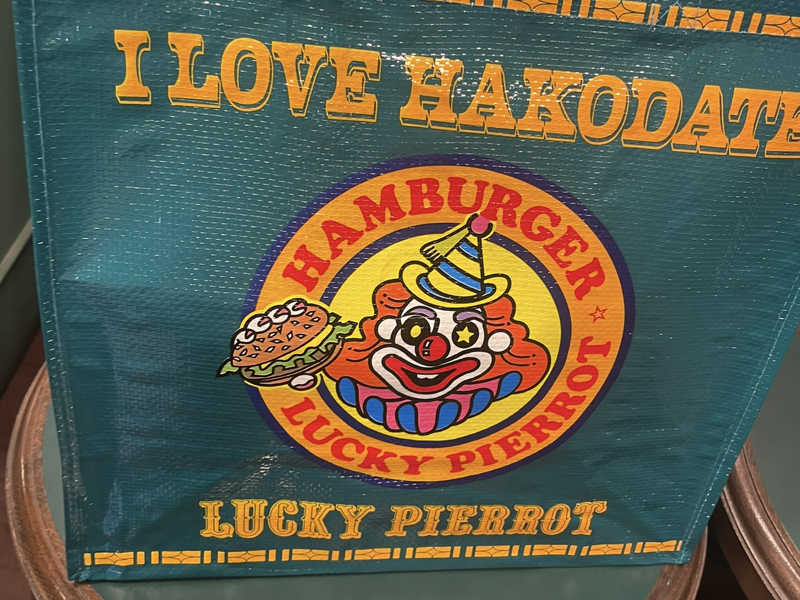 I LOVE HAKODATE
HAMBURGER
LUCKY PIERROT
LUCKY PIERROT